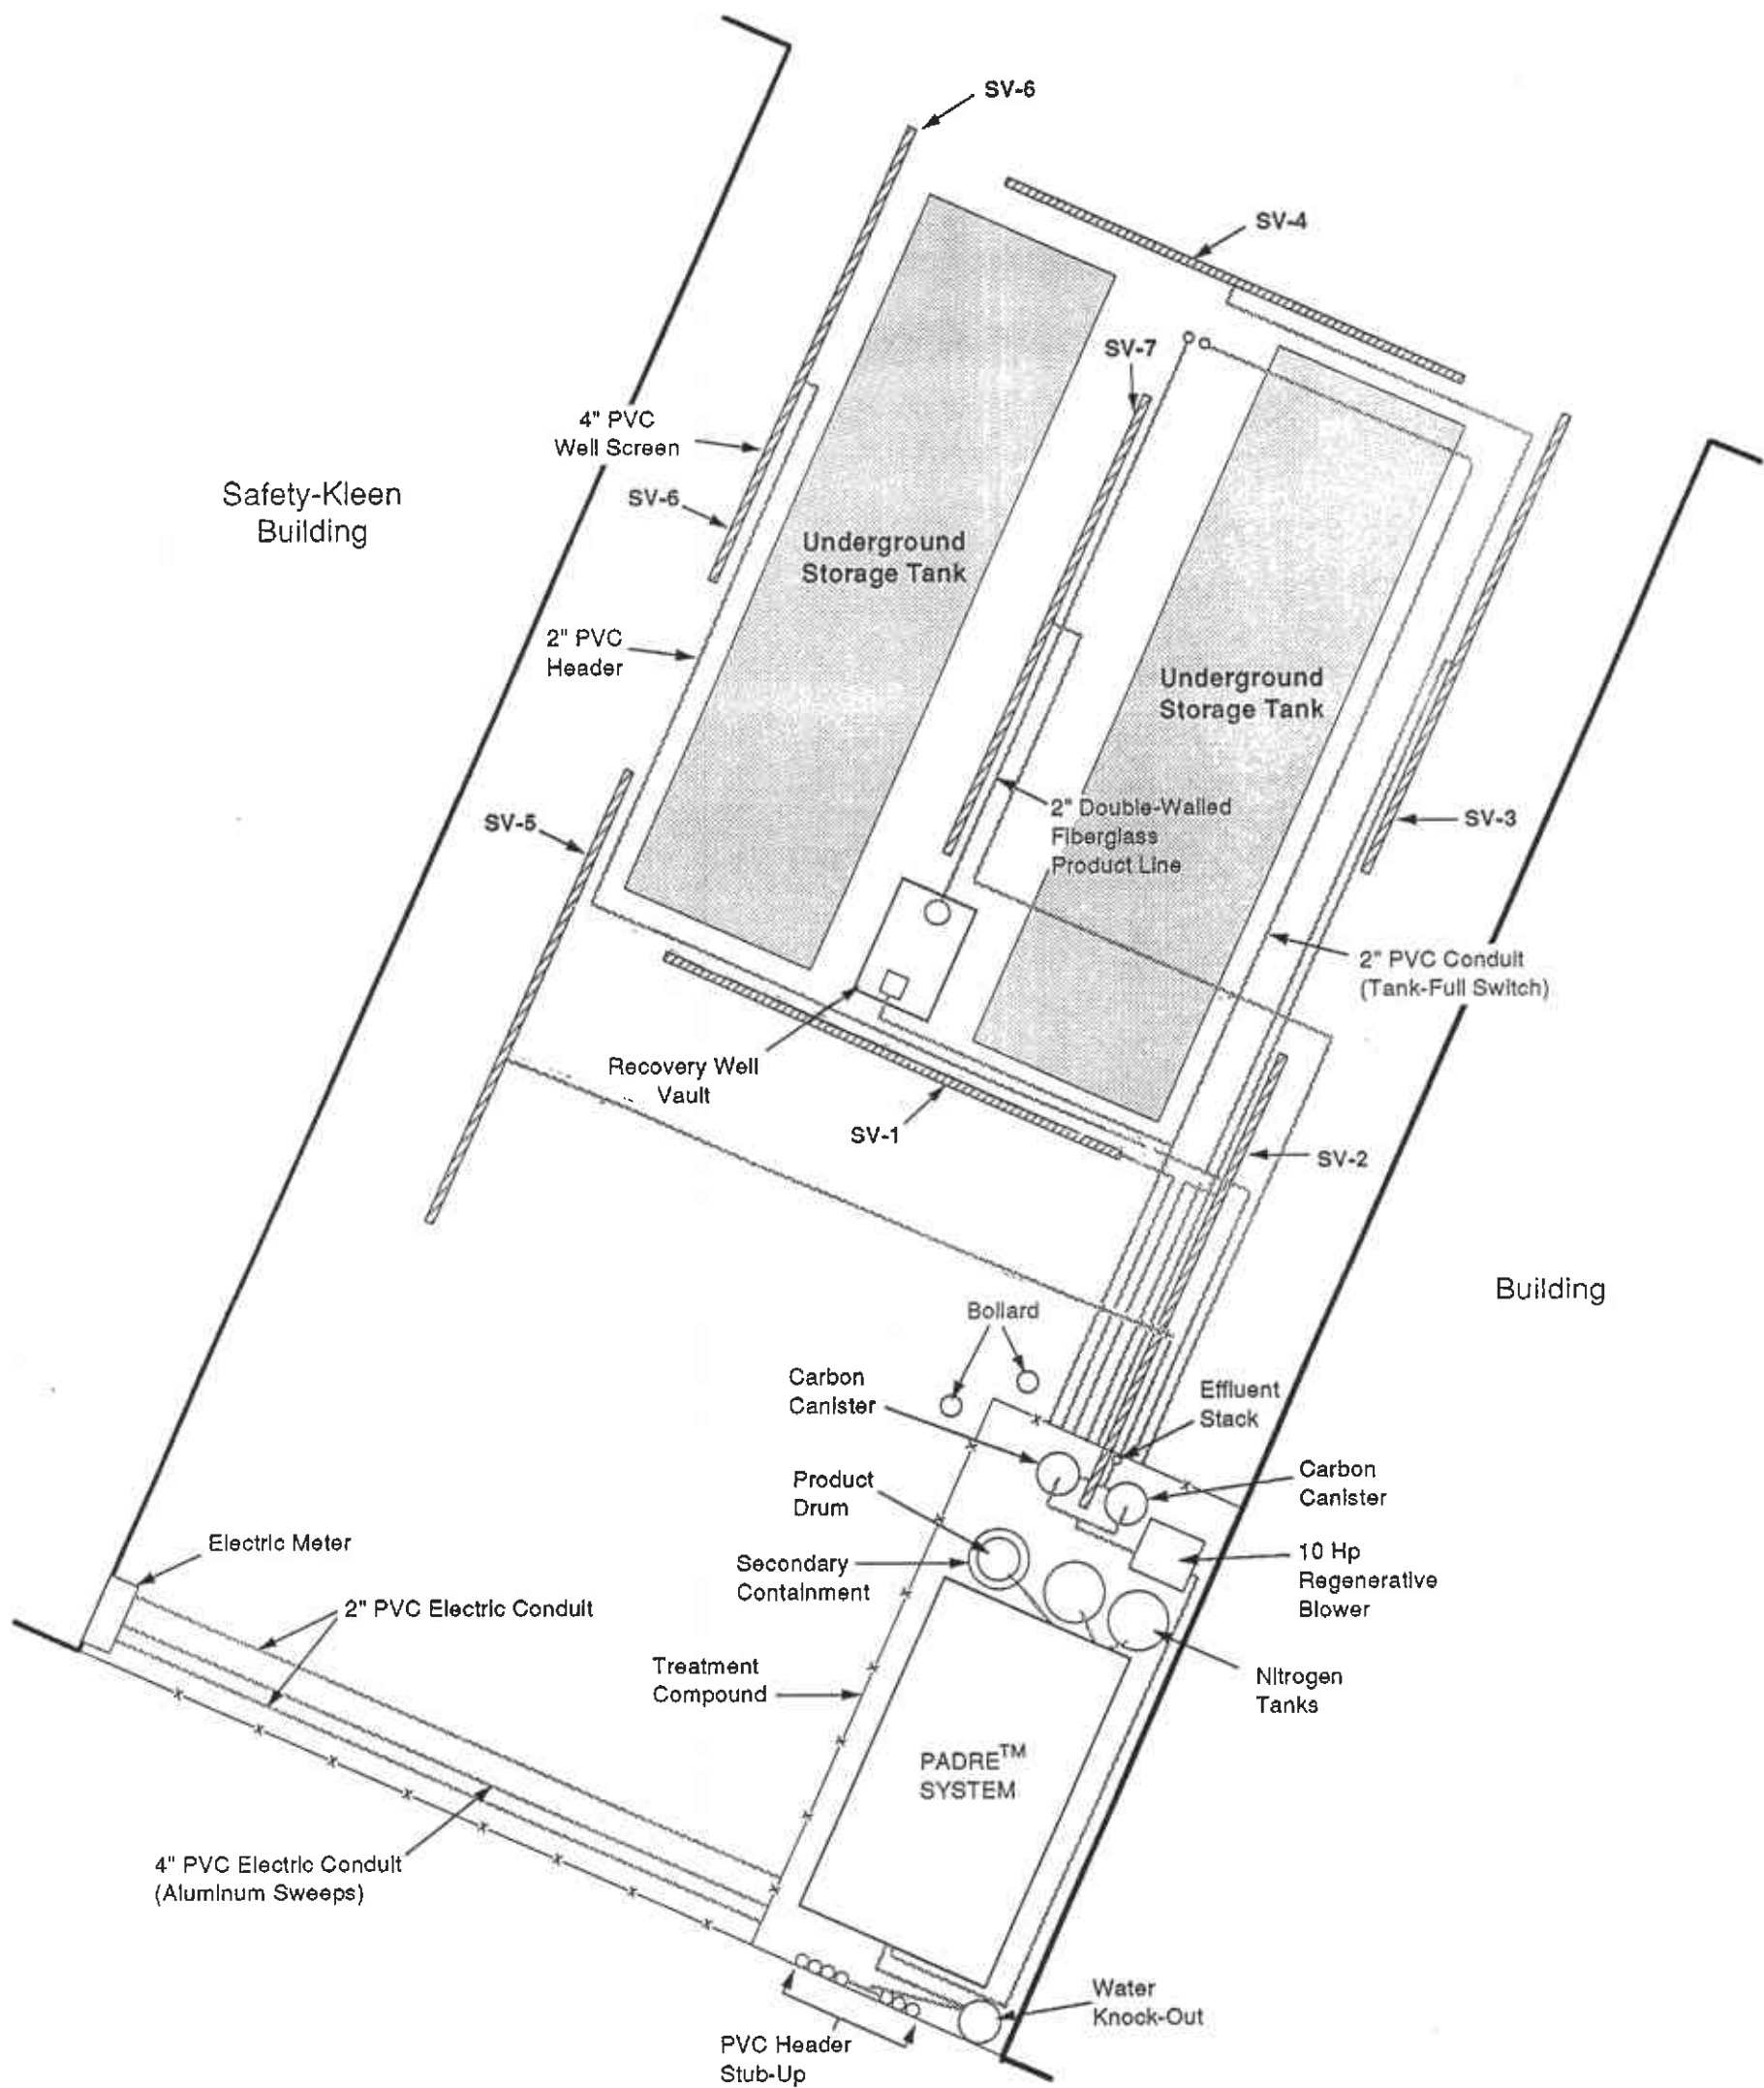 SV-6
SV-4
SV-7
4" PVC
Well Screen
Safety-Kleen
Building
SV-6
Underground
Storage Tank
2" PVC
Header
Underground
Storage Tank
2" Double-Walled
Fiberglass
Product Line
SV-5
SV-3
2" PVC Conduit
(Tank-Full Switch)
Recovery Well
Vault
SV-1
SV-2
Building
Bollard
Carbon
Canister
Effluent
Stack
Product
Drum
Carbon
Canister
Electric Meter
Secondary
Containment
10 Hp
Regenerative
Blower
2" PVC Electric Conduit
Treatment
Compound
Nitrogen
Tanks
PADRE™
SYSTEM
4" PVC Electric Conduit
(Aluminum Sweeps)
Water
Knock-Out
PVC Header
Stub-Up